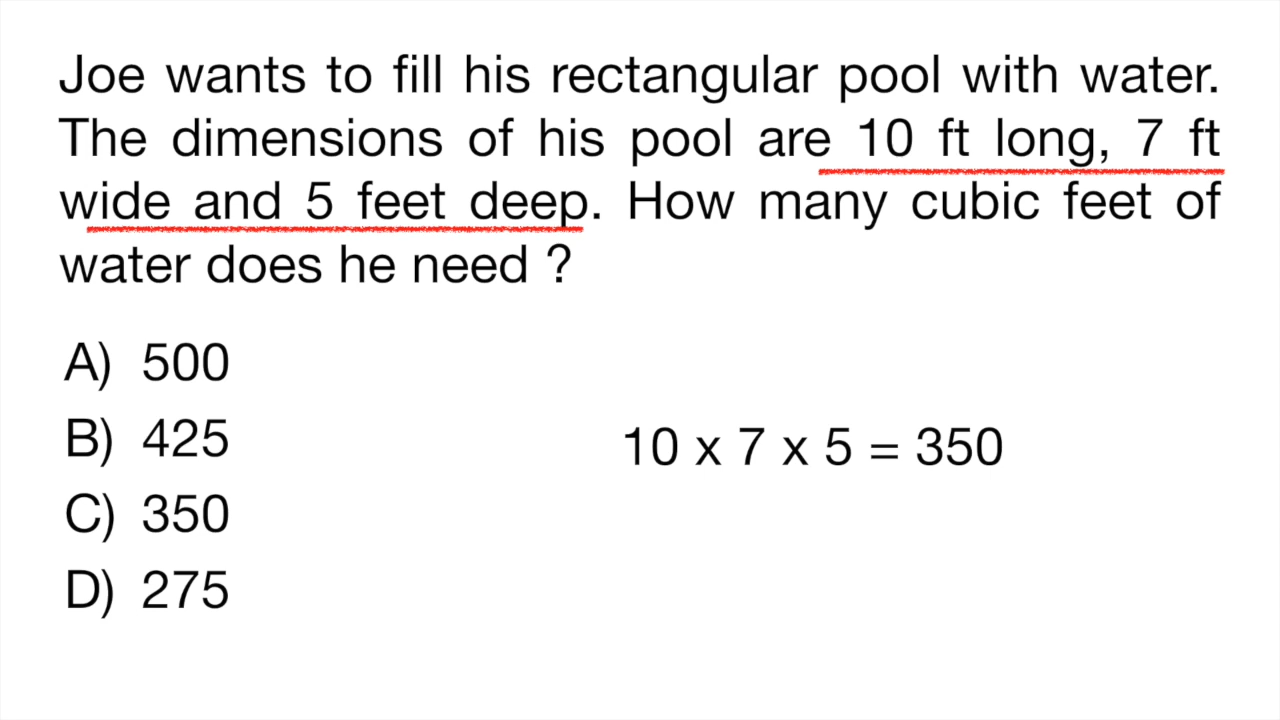 Joe wants to fill his rectangular pool with water.
The dimensions of his pool are 10 ft long, 7 ft
wide and 5 feet deep. How many cubic feet of
water does he need ?
A) 500
B) 425
C) 350
D) 275
10 x 7 x 5 = 350